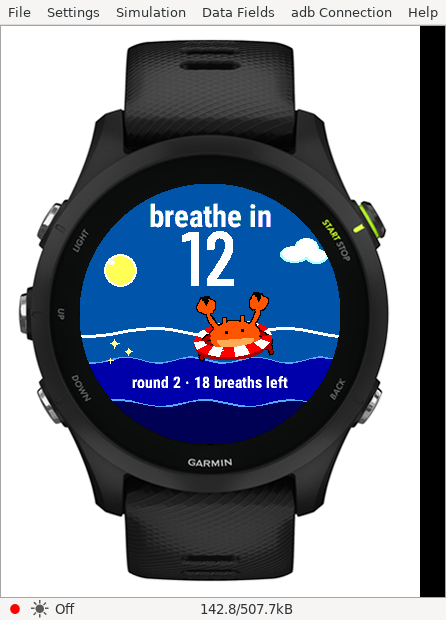 File Settings Simulation Data Fields adb Connection Help
breathe in
12
LIGHT
START STOP
UP
round 2 · 18 breaths left
DOWN
BACK
GARMIN
Off 142.8/507.7kB